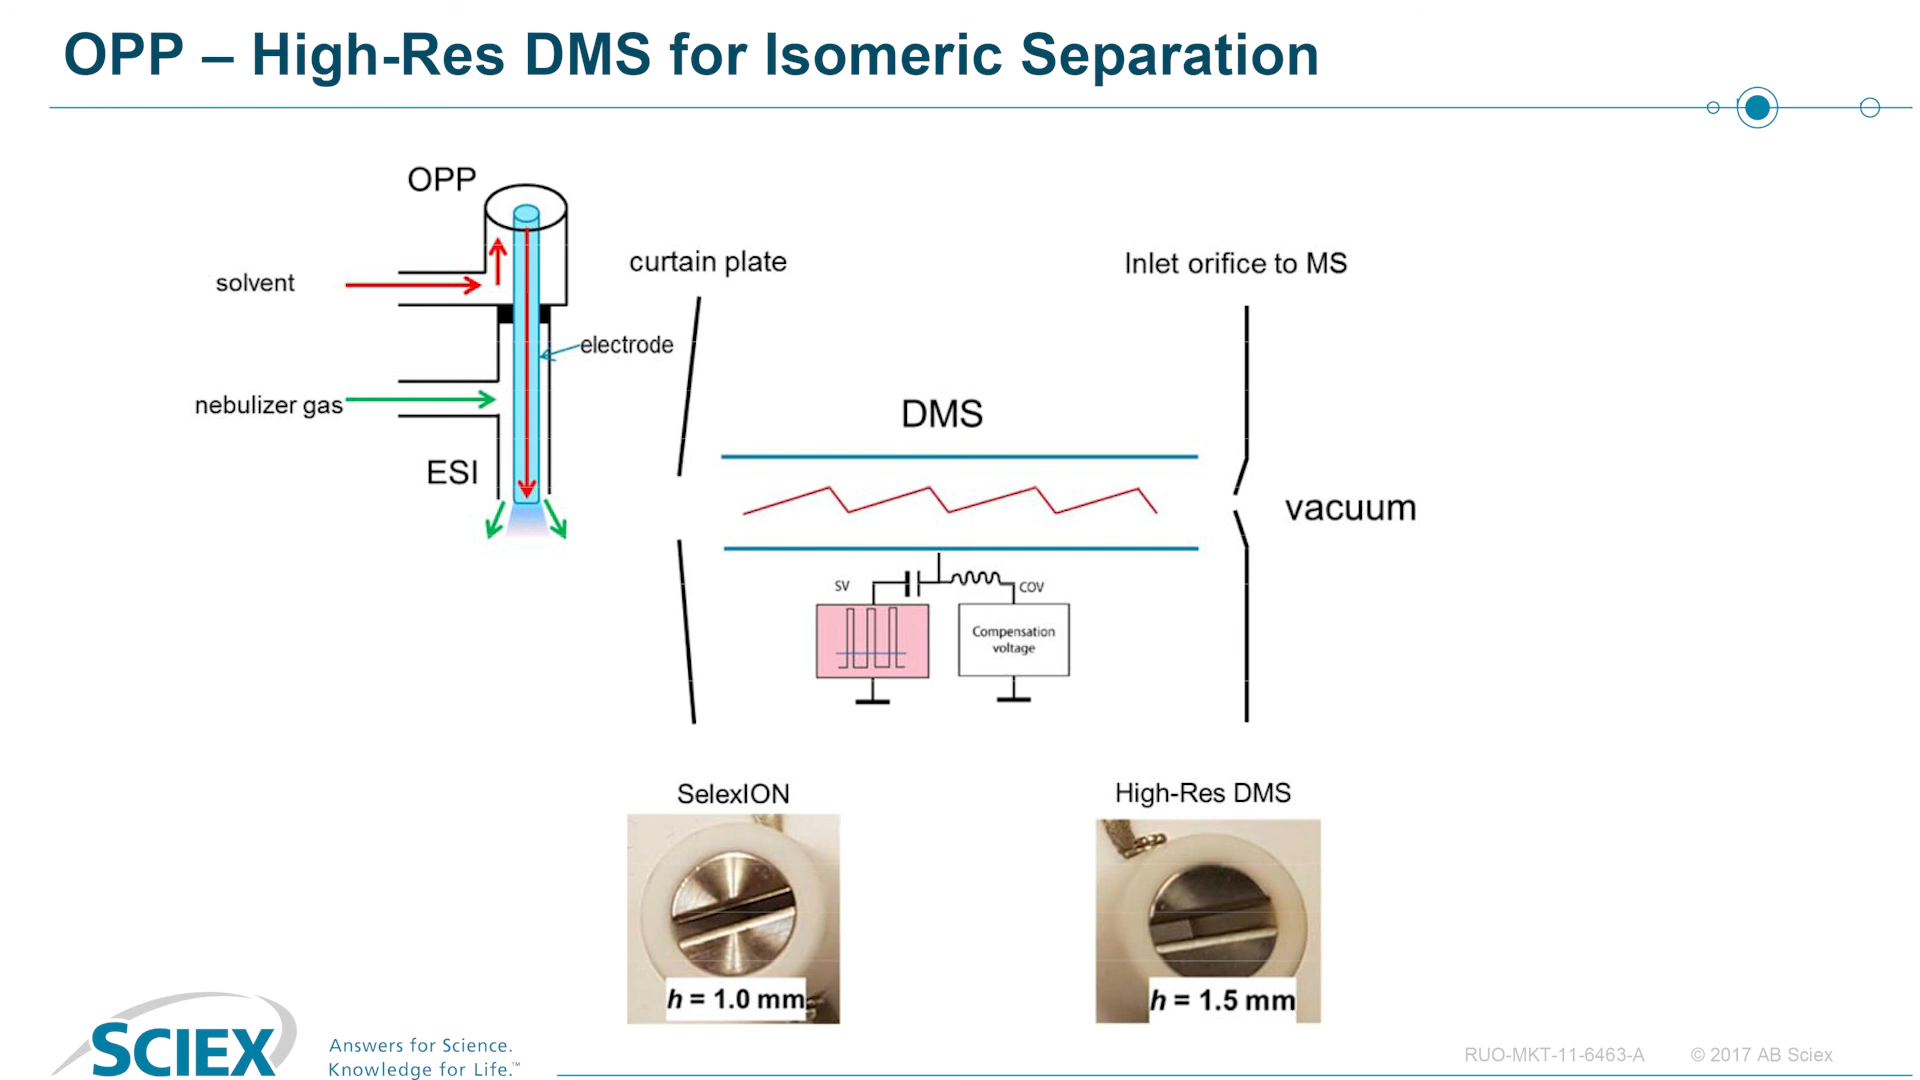 OPP – High-Res DMS for Isomeric Separation
OPP
solvent
curtain plate
Inlet orifice to MS
electrode
nebulizer gas
DMS
ESI
vacuum
SV
COV
Compensation
voltage
SelexION
High-Res DMS
h = 1.0 mm
h = 1.5 mm
SCIEX
Answers for Science.
Knowledge for Life.™
RUO-MKT-11-6463-A
© 2017 AB Sciex